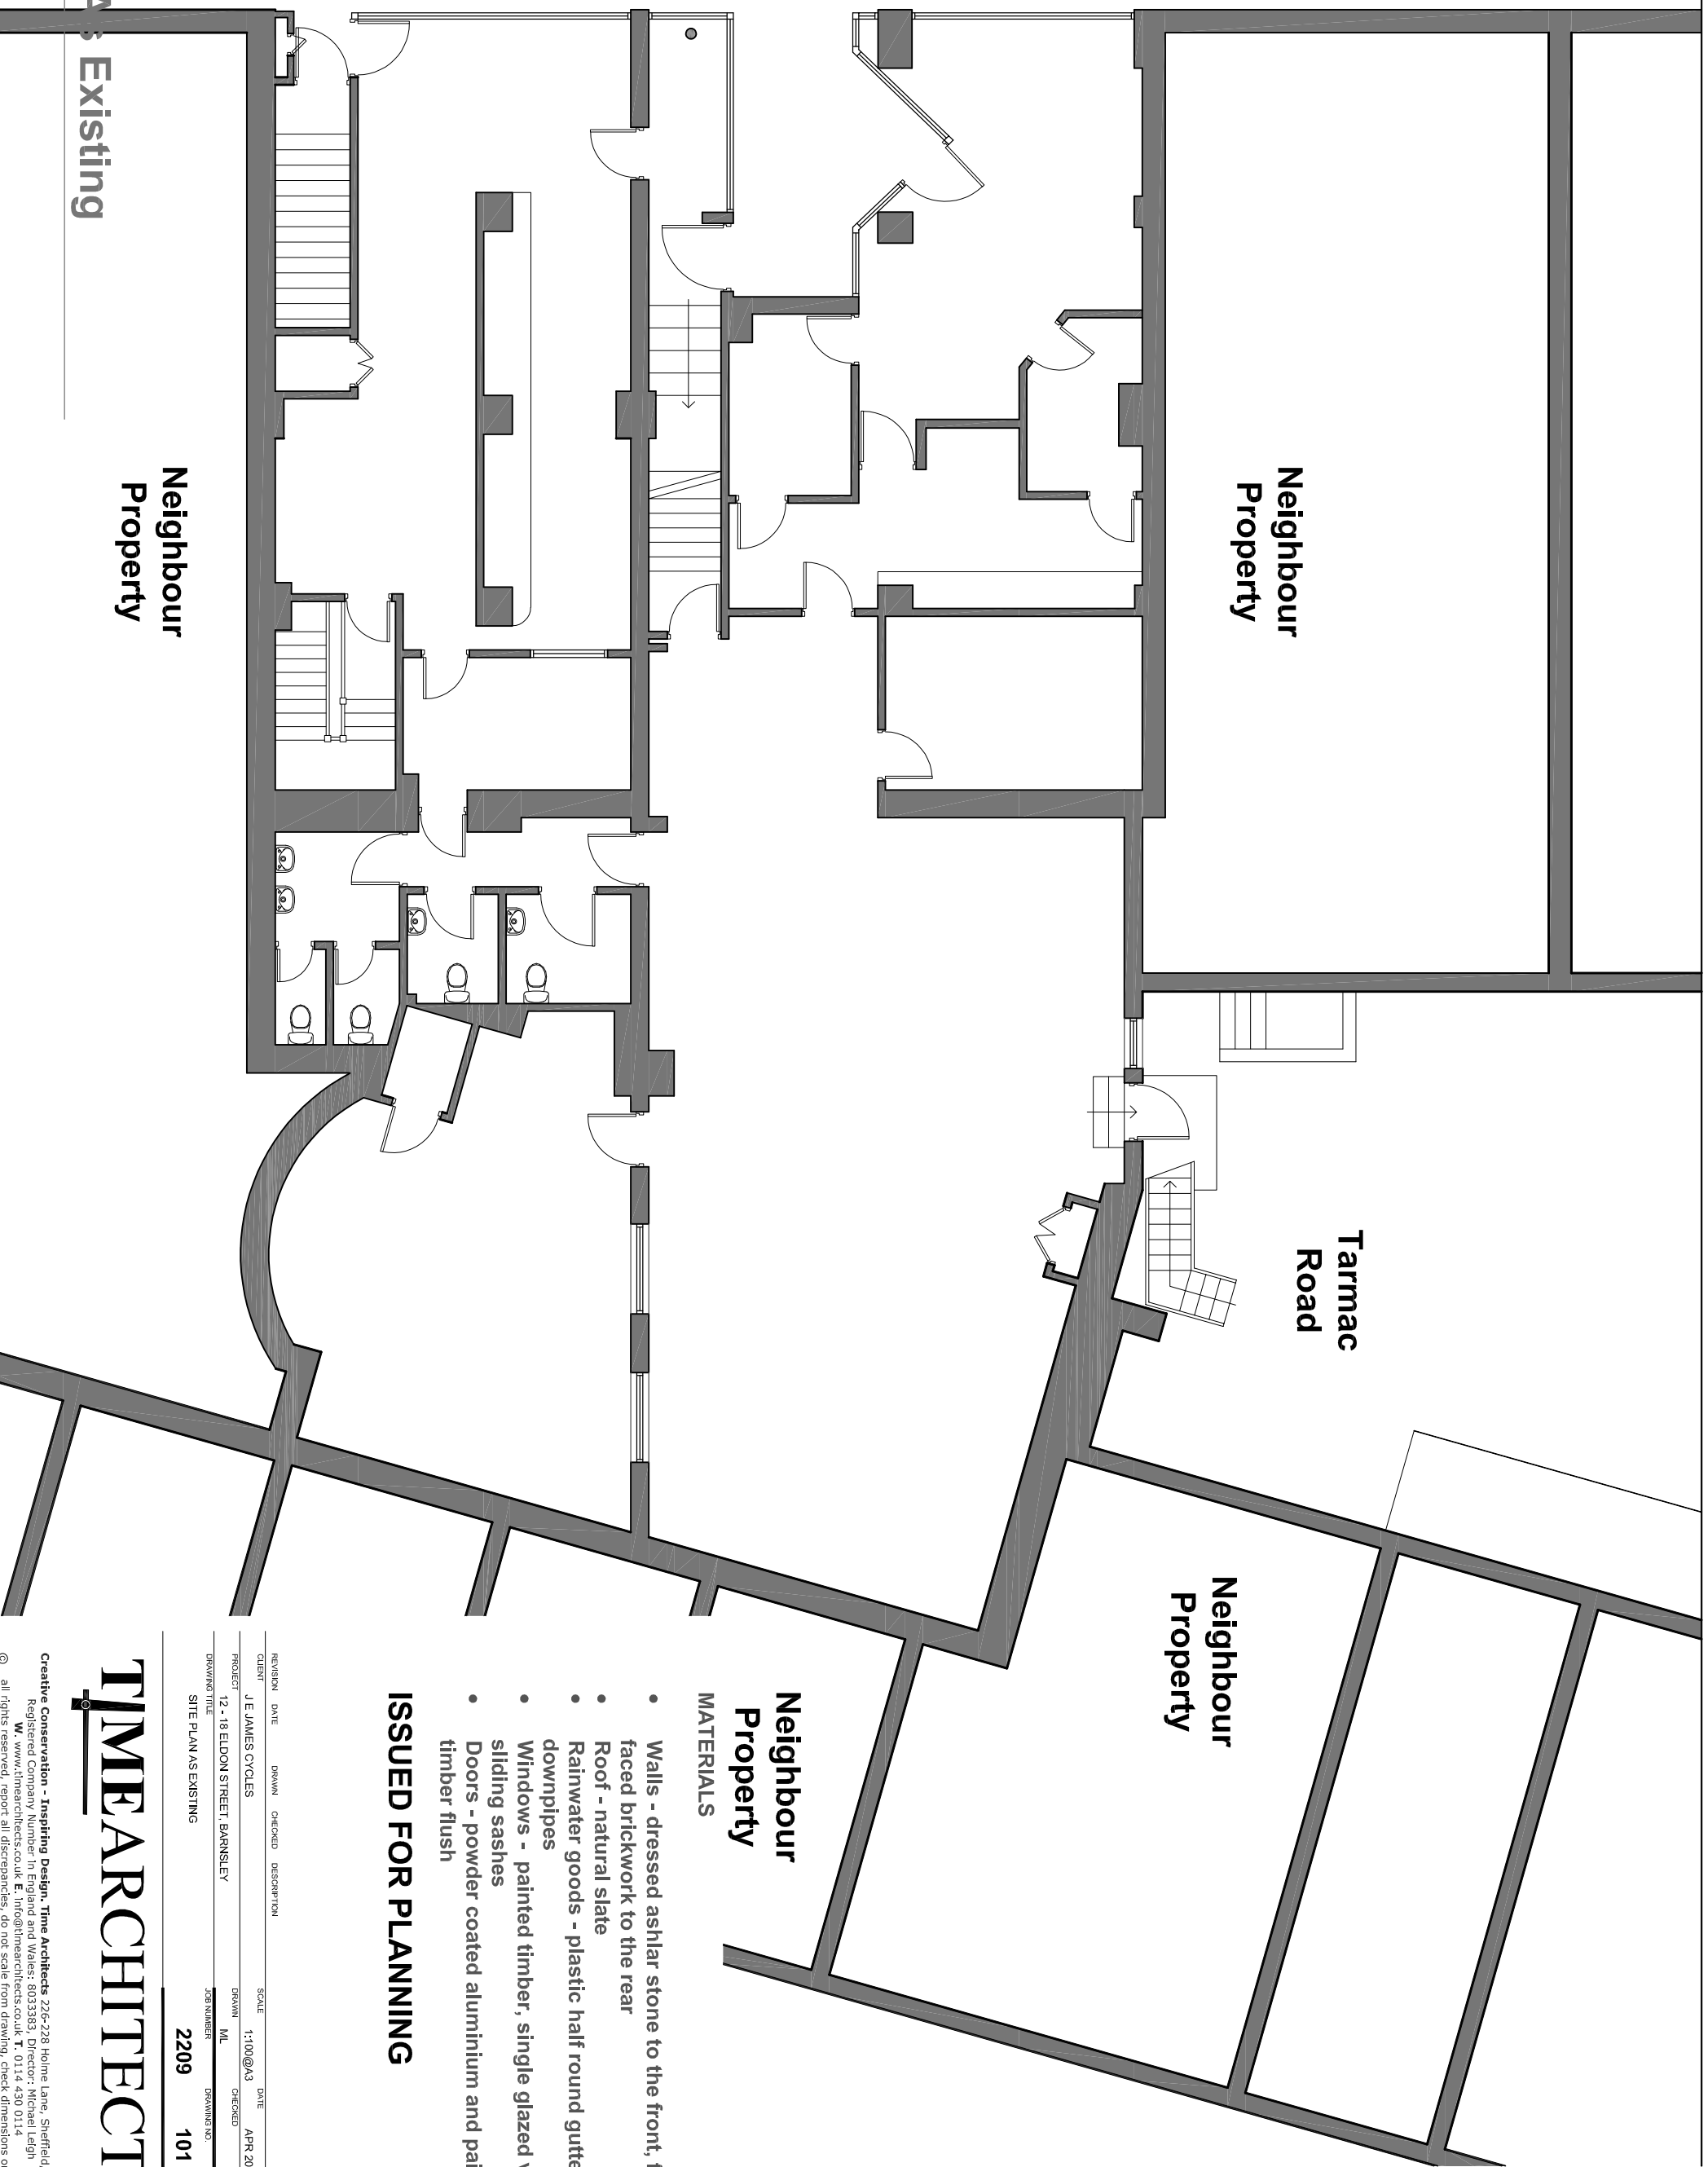 As Existing
Neighbour
Property
Neighbour
Property
Tarmac
Road
Neighbour
Property
Neighbour
Property
MATERIALS
• Walls - dressed ashlar stone to the front,
faced brickwork to the rear
• Roof - natural slate
• Rainwater goods - plastic half round
downpipes
• Windows - painted timber, single glazed
sliding sashes
• Doors - powder coated aluminium and
timber flush
ISSUED FOR PLANNING
REVISION DATE DRAWN CHECKED DESCRIPTION
CLIENT SCALE DATE
J E JAMES CYCLES 1:100@A3 APR 20
PROJECT DRAWN CHECKED
12 - 18 ELDON STREET, BARNSLEY ML
DRAWING TITLE JOB NUMBER DRAWING NO.
SITE PLAN AS EXISTING 2209 101
TIMEARCHITECT
Creative Conservation - Inspiring Design. Time Architects 226-228 Holme Lane, Sheffield,
Registered Company Number in England and Wales: 8033383, Director: Michael Leigh
W. www.timearchitects.co.uk E. info@timearchitects.co.uk T. 0114 430 0114
© all rights reserved, report all discrepancies, do not scale from drawing, check dimensions